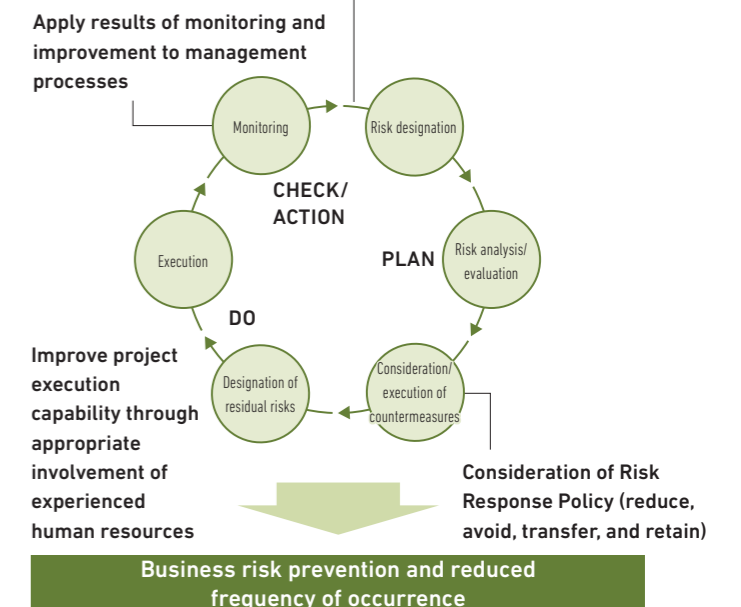 Apply results of monitoring and
improvement to management
processes
Monitoring
Risk designation
CHECK/
ACTION
Execution
PLAN
Risk analysis/
evaluation
DO
Improve project
execution
capability through
appropriate
involvement of
experienced
human resources
Designation of
residual risks
Consideration/
execution of
countermeasures
Consideration of Risk
Response Policy (reduce,
avoid, transfer, and retain)
Business risk prevention and reduced
frequency of occurrence